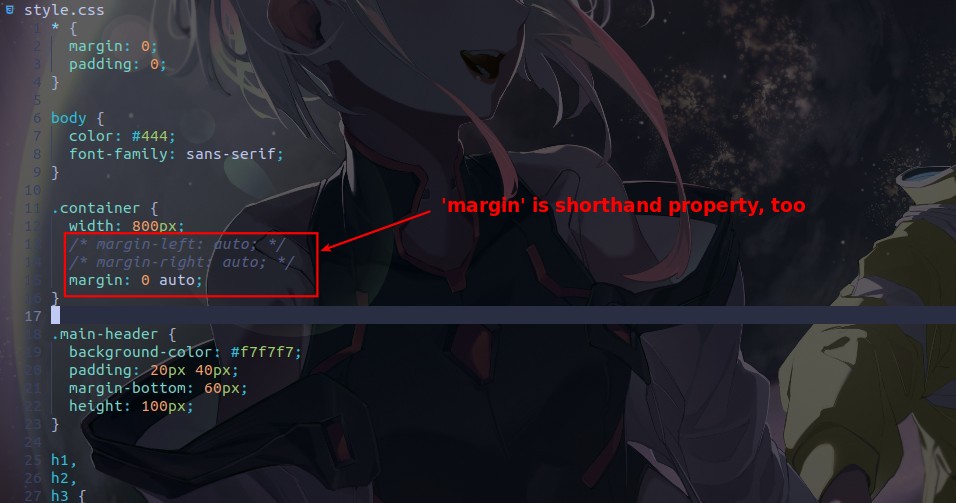 style.css
1 * {
2 margin: 0;
3 padding: 0;
4 }
5
6 body {
7 color: #444;
8 font-family: sans-serif;
9 }
10
11 .container {
12 width: 800px;
13 /* margin-left: auto; */
14 /* margin-right: auto; */
15 margin: 0 auto;
16 }
'margin' is shorthand property, too
17
18 .main-header {
19 background-color: #f7f7f7;
20 padding: 20px 40px;
21 margin-bottom: 60px;
22 height: 100px;
23 }
24
25 h1,
26 h2,
27 h3 {